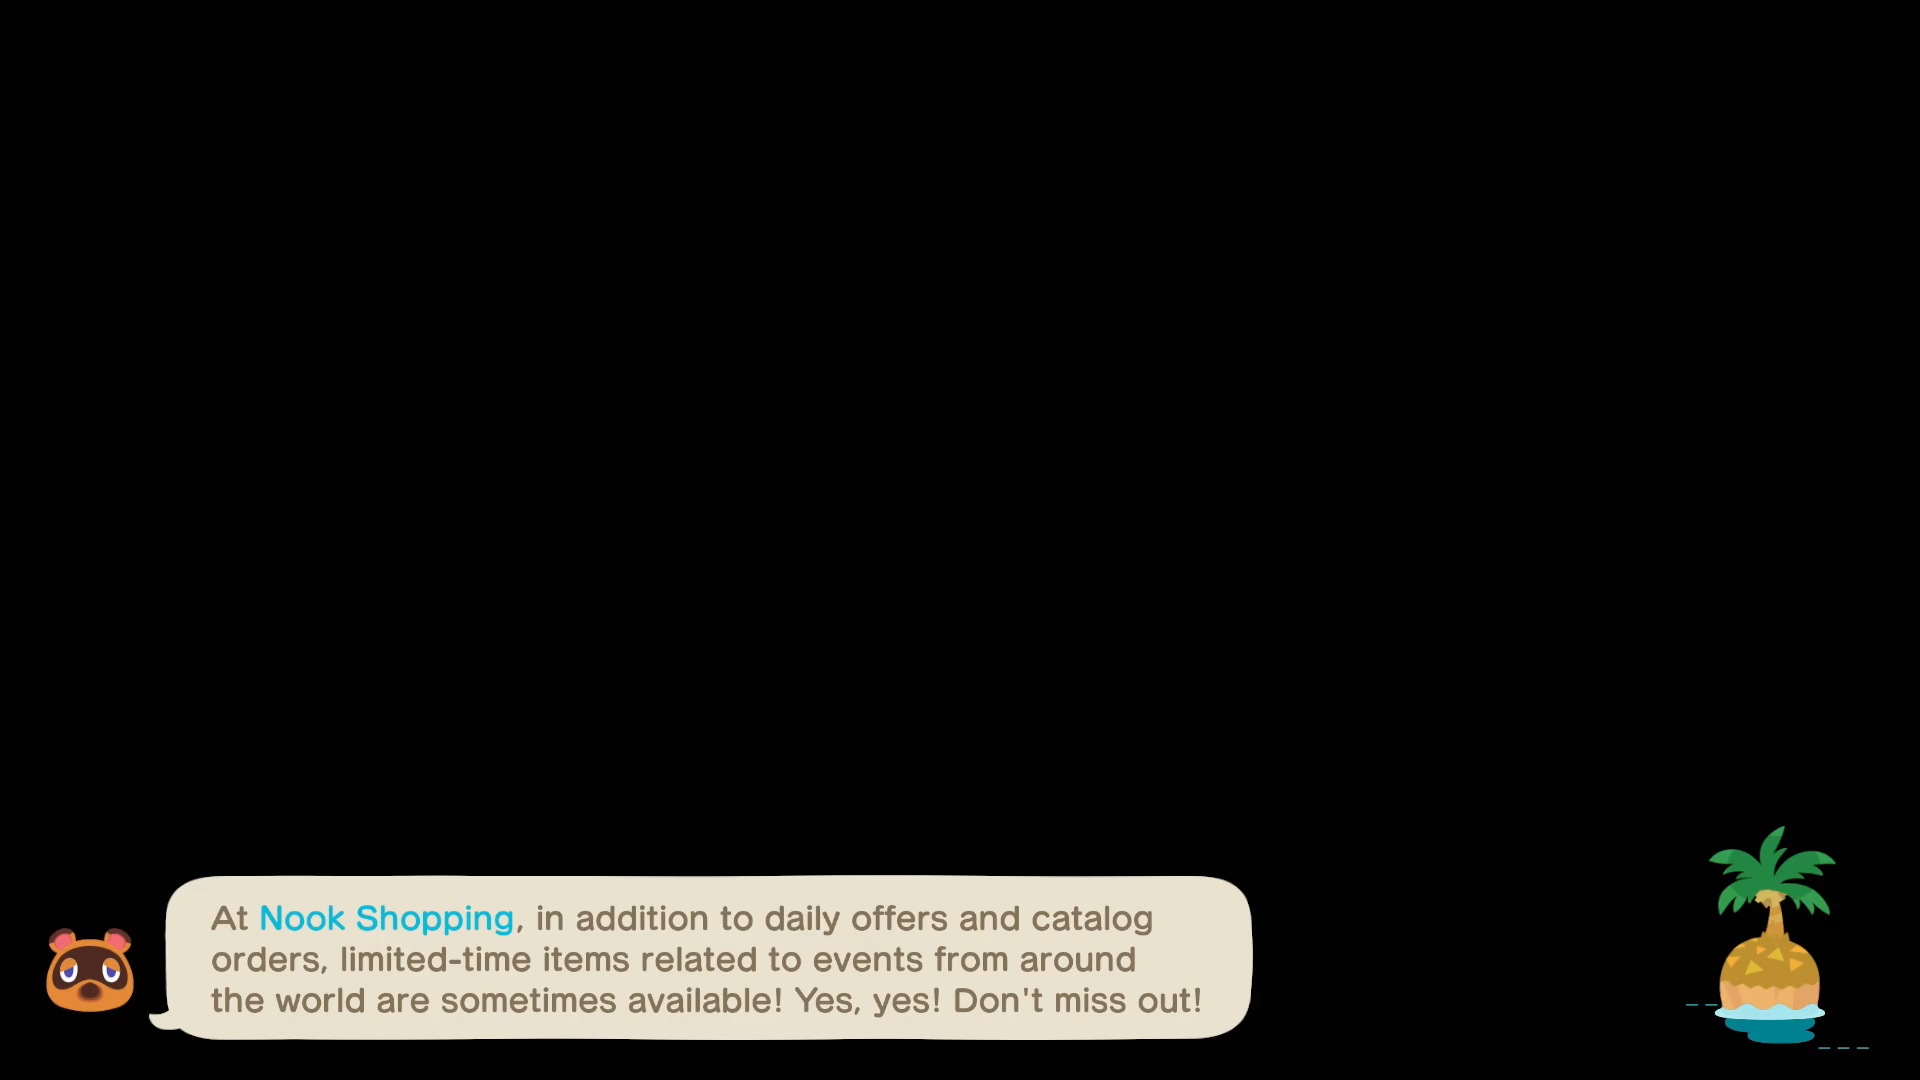 At Nook Shopping, in addition to daily offers and catalog
orders, limited-time items related to events from around
the world are sometimes available! Yes, yes! Don't miss out!